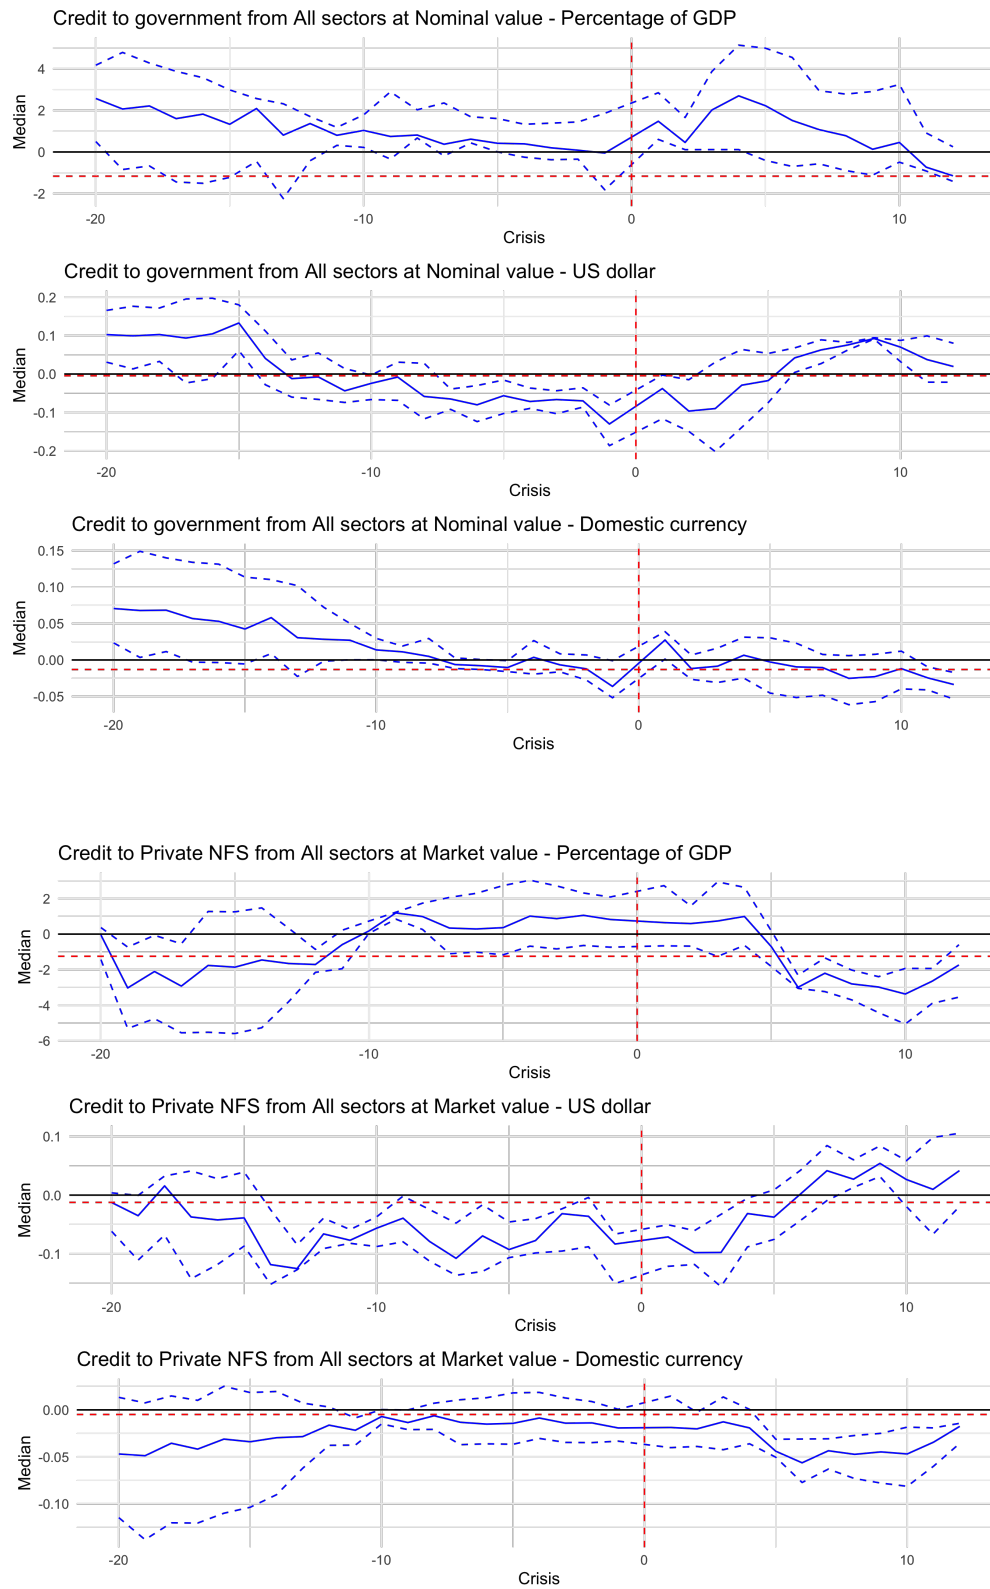 Credit to government from All sectors at Nominal value - Percentage of GDP
4
2
0
-2
Median
-20 -10 0 10
Crisis
Credit to government from All sectors at Nominal value - US dollar
0.2
0.1
0.0
-0.1
-0.2
Median
-20 -10 0 10
Crisis
Credit to government from All sectors at Nominal value - Domestic currency
0.15
0.10
0.05
0.00
-0.05
Median
-20 -10 0 10
Crisis
Credit to Private NFS from All sectors at Market value - Percentage of GDP
2
0
-2
-4
-6
Median
-20 -10 0 10
Crisis
Credit to Private NFS from All sectors at Market value - US dollar
0.1
0.0
-0.1
Median
-20 -10 0 10
Crisis
Credit to Private NFS from All sectors at Market value - Domestic currency
0.00
-0.05
-0.10
Median
-20 -10 0 10
Crisis